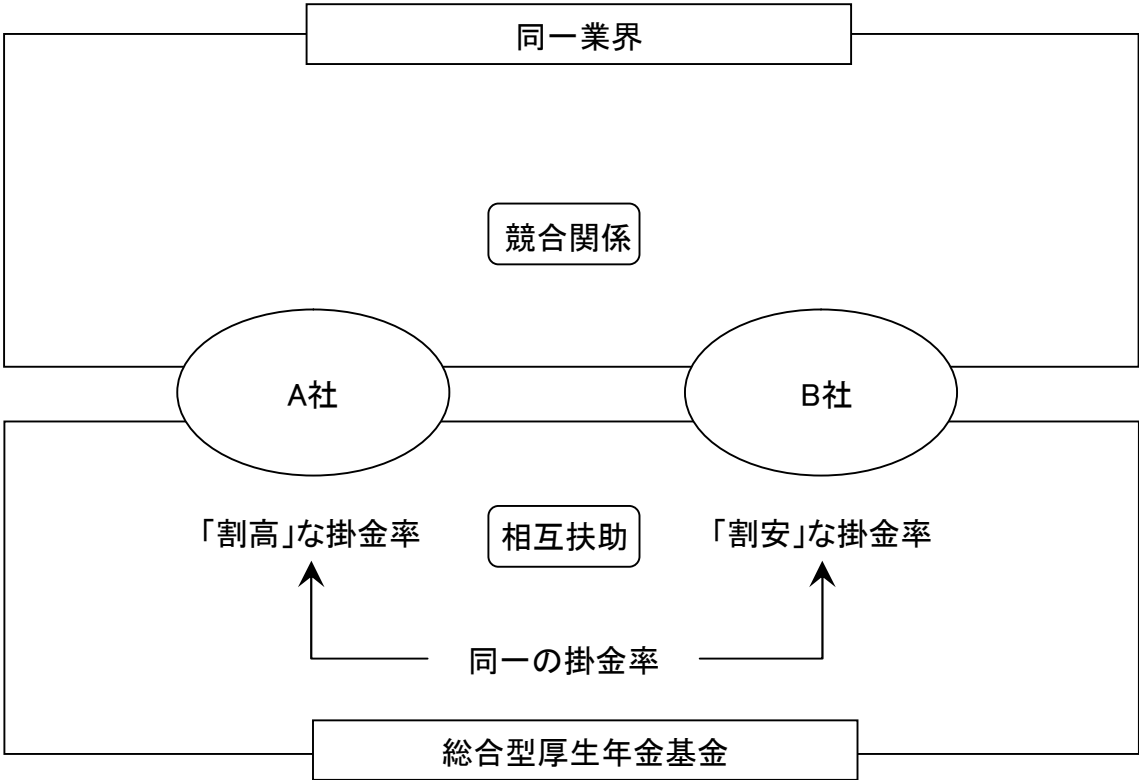 同一業界
競合関係
A社
B社
「割高」な掛金率
相互扶助
「割安」な掛金率
同一の掛金率
総合型厚生年金基金